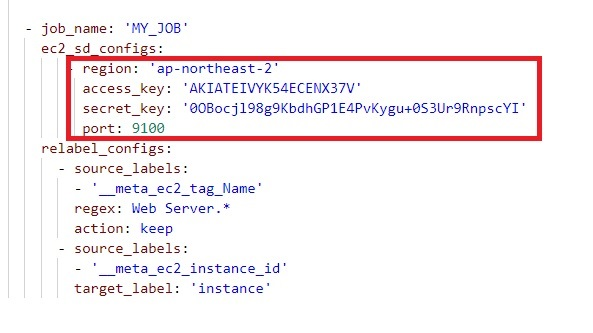 - job_name: 'MY_JOB'
ec2_sd_configs:
- region: 'ap-northeast-2'
access_key: 'AKIATEIVYK54ECENX37V'
secret_key: '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'
port: 9100
relabel_configs:
- source_labels:
- '__meta_ec2_tag_Name'
regex: Web Server.*
action: keep
- source_labels:
- '__meta_ec2_instance_id'
target_label: 'instance'